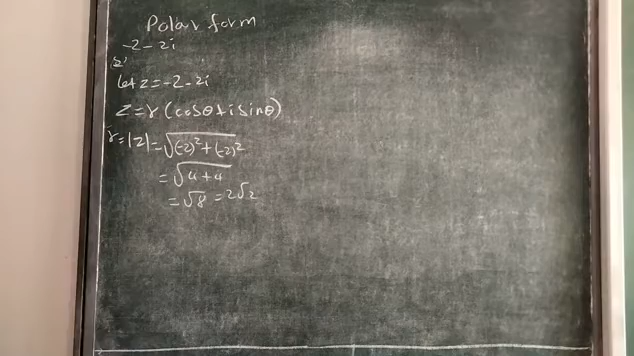 Polar form
-2-2i
let z=-2-2i
z=r(cosθ+isinθ)
r=|z|=√(-2)²+(-2)²
=√4+4
=√8=2√2